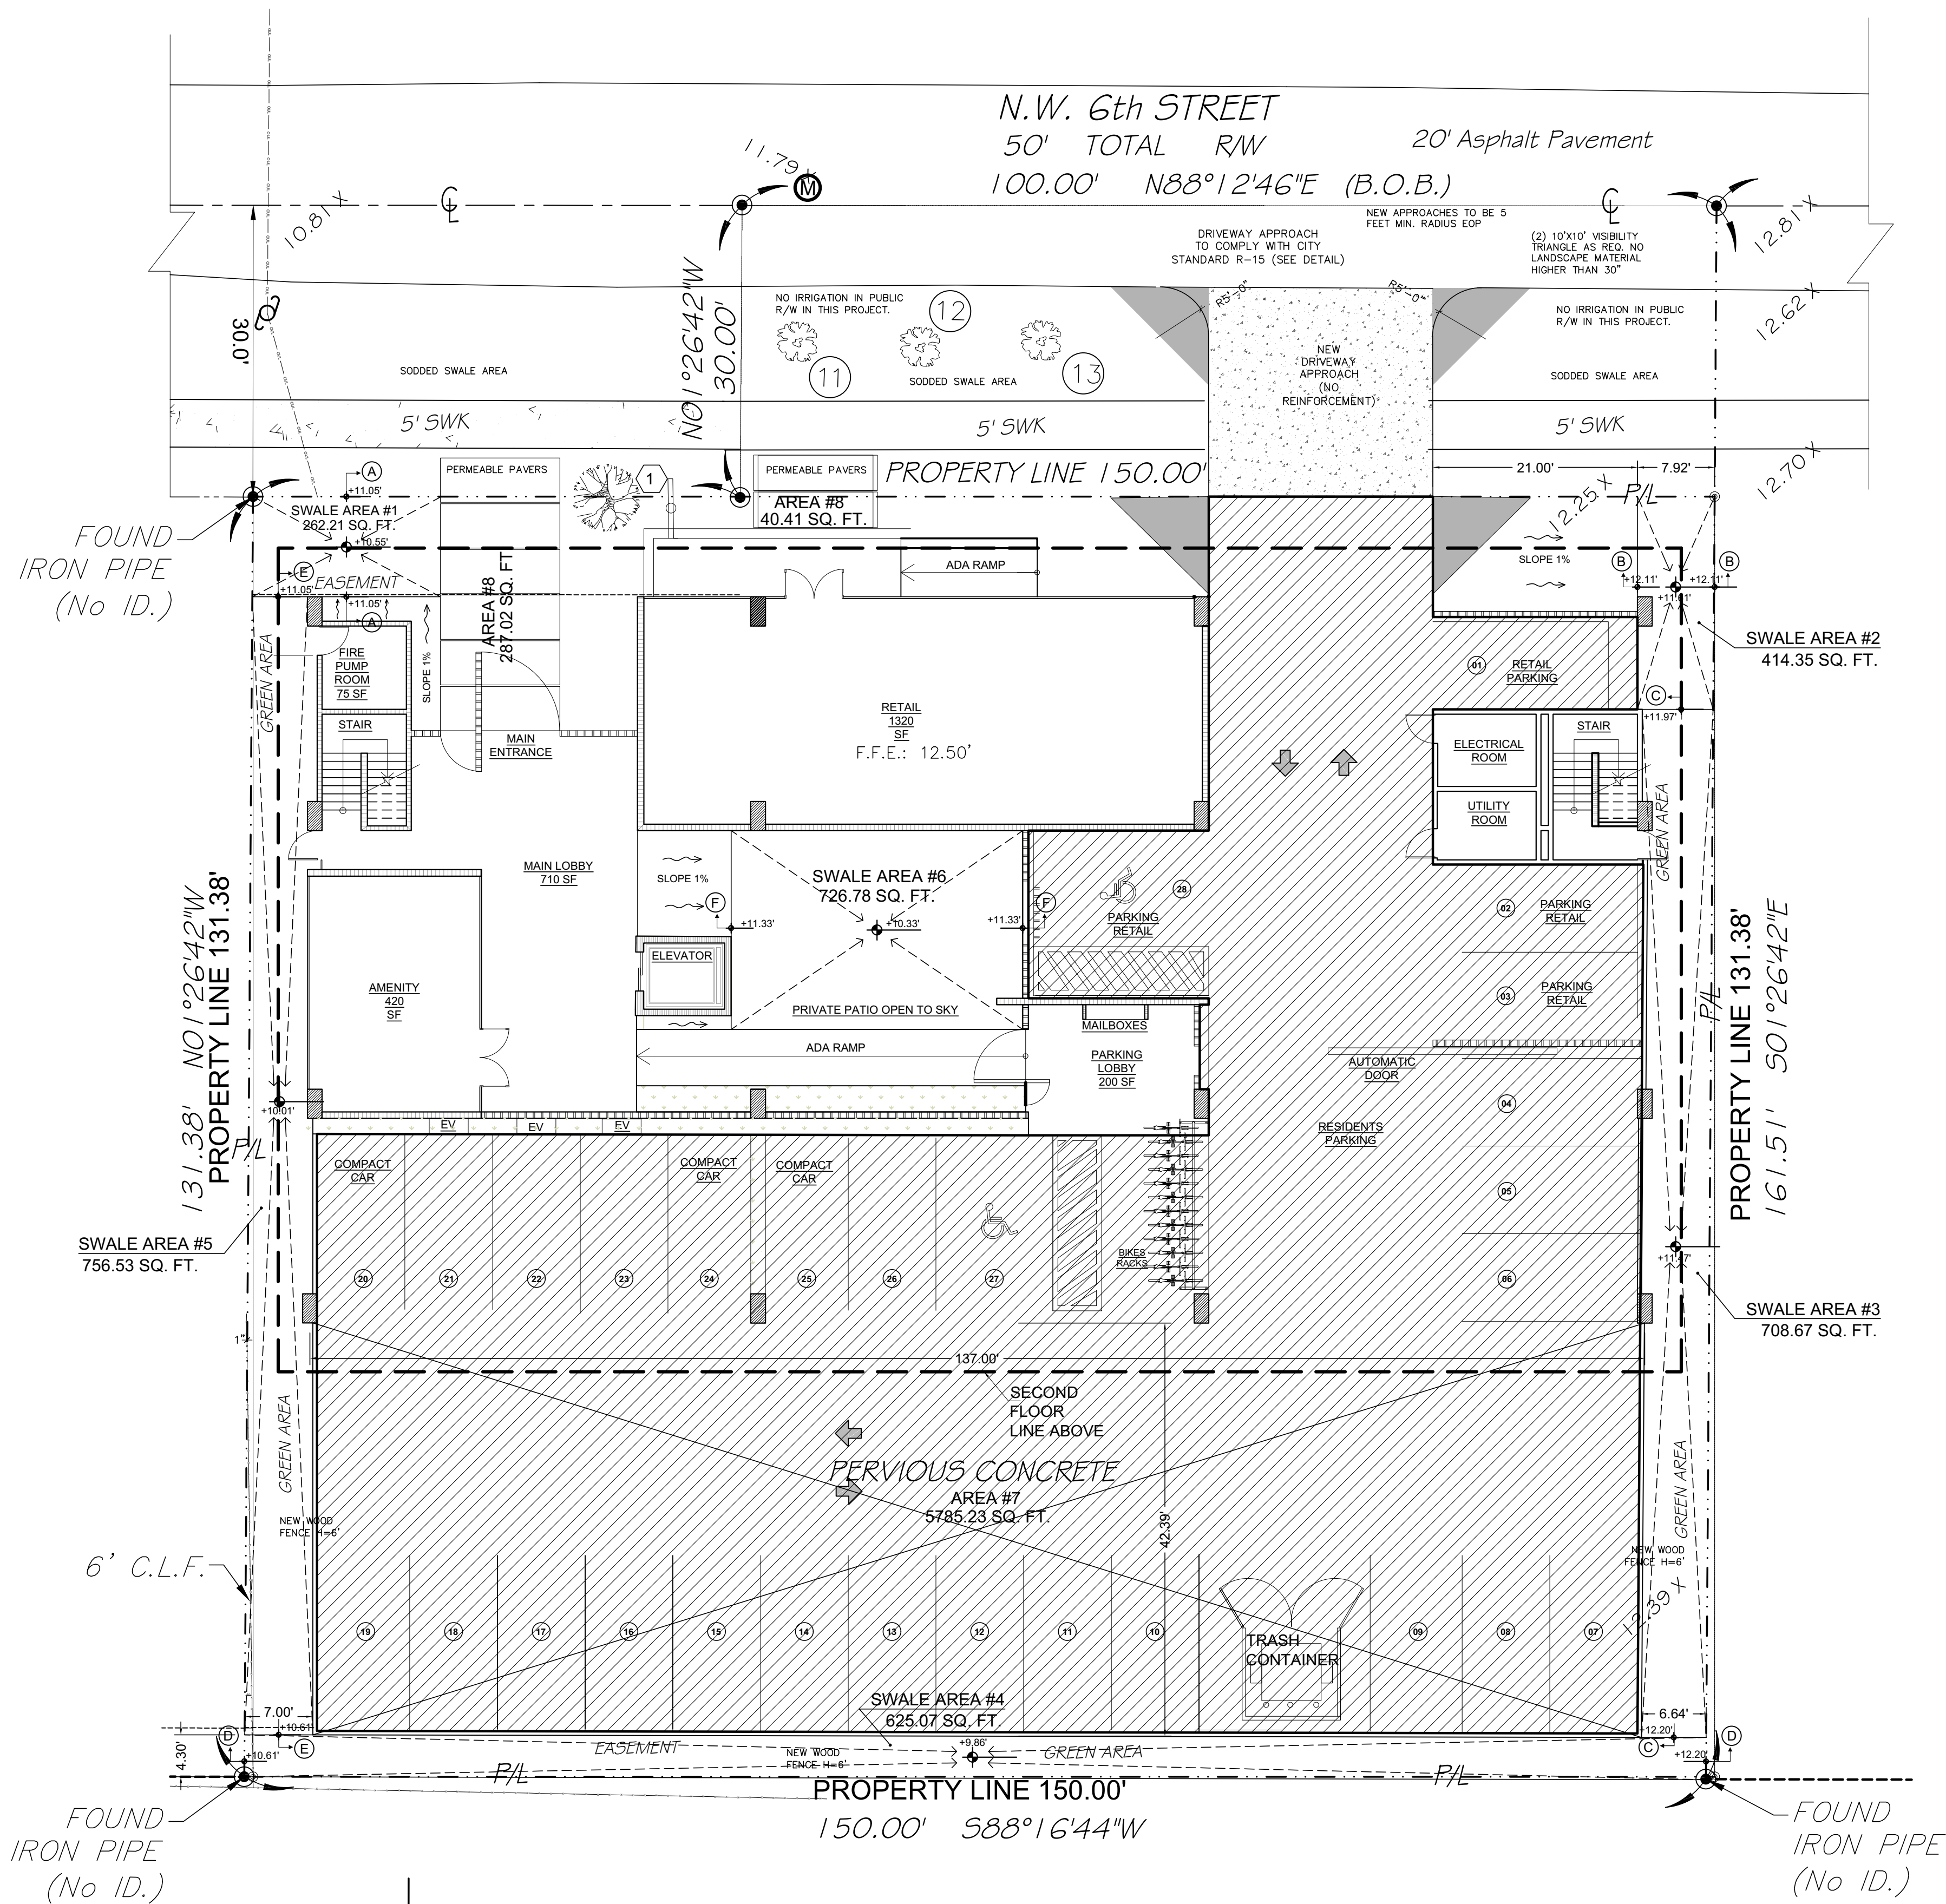 N.W. 6th STREET
50' TOTAL R/W
20' Asphalt Pavement
100.00' N88°12'46"E (B.O.B.)
11.79 X
M
10.81 X
CL
CL
NEW APPROACHES TO BE 5
FEET MIN. RADIUS EOP
DRIVEWAY APPROACH
TO COMPLY WITH CITY
STANDARD R-15 (SEE DETAIL)
(2) 10'X10' VISIBILITY
TRIANGLE AS REQ. NO
LANDSCAPE MATERIAL
HIGHER THAN 30"
12.81 X
12.62 X
12.70 X
30.0'
N01°26'42"W
30.00'
NO IRRIGATION IN PUBLIC
R/W IN THIS PROJECT.
12
11
13
R5'-0"
R5'-0"
NEW
DRIVEWAY
APPROACH
(NO
REINFORCEMENT)
NO IRRIGATION IN PUBLIC
R/W IN THIS PROJECT.
SODDED SWALE AREA
SODDED SWALE AREA
SODDED SWALE AREA
5' SWK
5' SWK
5' SWK
PERMEABLE PAVERS
1
PERMEABLE PAVERS
PROPERTY LINE 150.00'
21.00'
7.92'
12.25 X
P/L
A
+11.05'
SWALE AREA #1
262.21 SQ. FT.
+10.55'
AREA #8
40.41 SQ. FT.
FOUND
IRON PIPE
(No ID.)
E
EASEMENT
+11.05'
+11.05'
A
AREA #8
287.02 SQ. FT
ADA RAMP
SLOPE 1%
B
B
+12.11'
+12.11'
+11.61'
SWALE AREA #2
414.35 SQ. FT.
GREEN AREA
FIRE
PUMP
ROOM
75 SF
SLOPE 1%
STAIR
MAIN
ENTRANCE
RETAIL
1320
SF
F.F.E.: 12.50'
01
RETAIL
PARKING
C
+11.97'
ELECTRICAL
ROOM
STAIR
UTILITY
ROOM
GREEN AREA
MAIN LOBBY
710 SF
SLOPE 1%
SWALE AREA #6
726.78 SQ. FT.
F
+11.33'
+10.33'
+11.33'
F
28
PARKING
RETAIL
02
PARKING
RETAIL
03
PARKING
RETAIL
131.38' N01°26'42"W
PROPERTY LINE 131.38'
PROPERTY LINE 131.38'
161.51' S01°26'42"E
P/L
AMENITY
420
SF
ELEVATOR
PRIVATE PATIO OPEN TO SKY
MAILBOXES
ADA RAMP
PARKING
LOBBY
200 SF
AUTOMATIC
DOOR
04
RESIDENTS
PARKING
+10.01'
P/L
EV
EV
EV
COMPACT
CAR
COMPACT
CAR
COMPACT
CAR
05
SWALE AREA #5
756.53 SQ. FT.
BIKES
RACKS
20
21
22
23
24
25
26
27
06
SWALE AREA #3
708.67 SQ. FT.
1"
137.00'
SECOND
FLOOR
LINE ABOVE
GREEN AREA
PERVIOUS CONCRETE
AREA #7
5785.23 SQ. FT.
42.39'
GREEN AREA
NEW WOOD
FENCE H=6'
NEW WOOD
FENCE H=6'
12.39 X
6' C.L.F.
19
18
17
16
15
14
13
12
11
10
TRASH
CONTAINER
09
08
07
7.00'
SWALE AREA #4
625.07 SQ. FT.
6.64'
4.30'
D
+10.61'
E
+10.61'
EASEMENT
NEW WOOD
FENCE H=6'
+9.86'
GREEN AREA
+12.20'
C
D
+12.20'
P/L
P/L
PROPERTY LINE 150.00'
150.00' S88°16'44"W
FOUND
IRON PIPE
(No ID.)
FOUND
IRON PIPE
(No ID.)